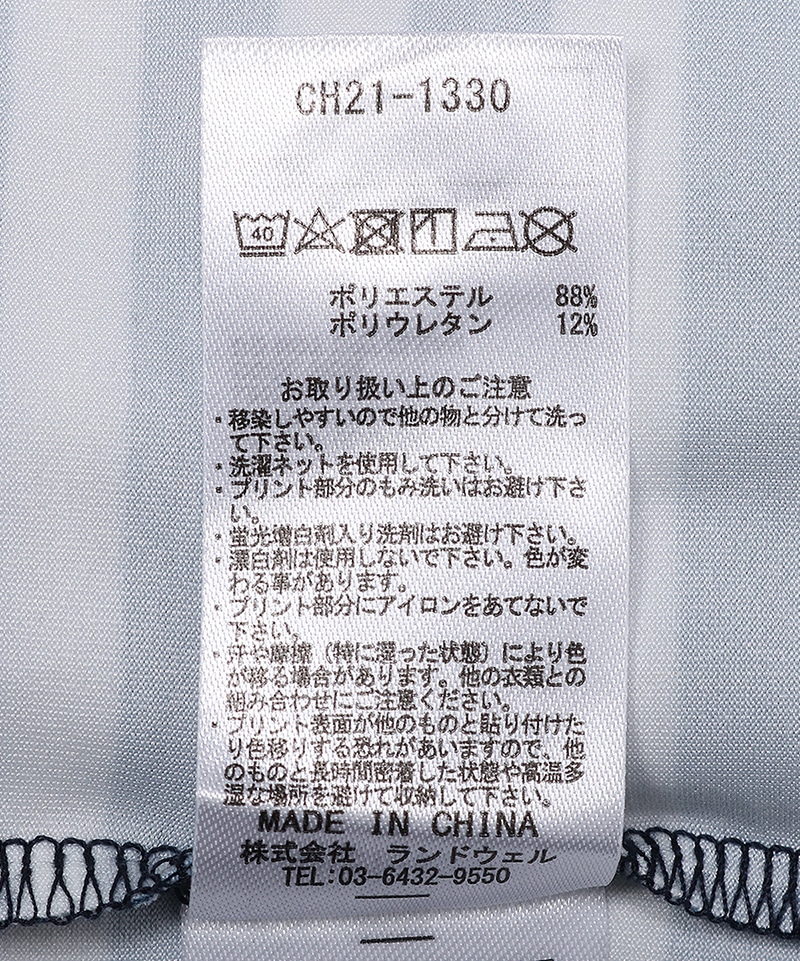 CH21-1330
40
ポリエステル 88%
ポリウレタン 12%
お取り扱い上のご注意
・移染しやすいので他の物と分けて洗っ
て下さい。
・洗濯ネットを使用して下さい。
・プリント部分のもみ洗いはお避け下さ
い。
・蛍光増白剤入り洗剤はお避け下さい。
・漂白剤は使用しないで下さい。色が変
わる事があります。
・プリント部分にアイロンをあてないで
下さい。
・汗や摩擦（特に湿った状態）により色
が移る場合があります。他の衣類との
組み合わせにご注意ください。
・プリント表面が他のものと貼り付けた
り色移りする恐れがあいますので、他
のものと長時間密着した状態や高温多
湿な場所を避けて収納して下さい。
MADE IN CHINA
株式会社 ランドウェル
TEL:03-6432-9550